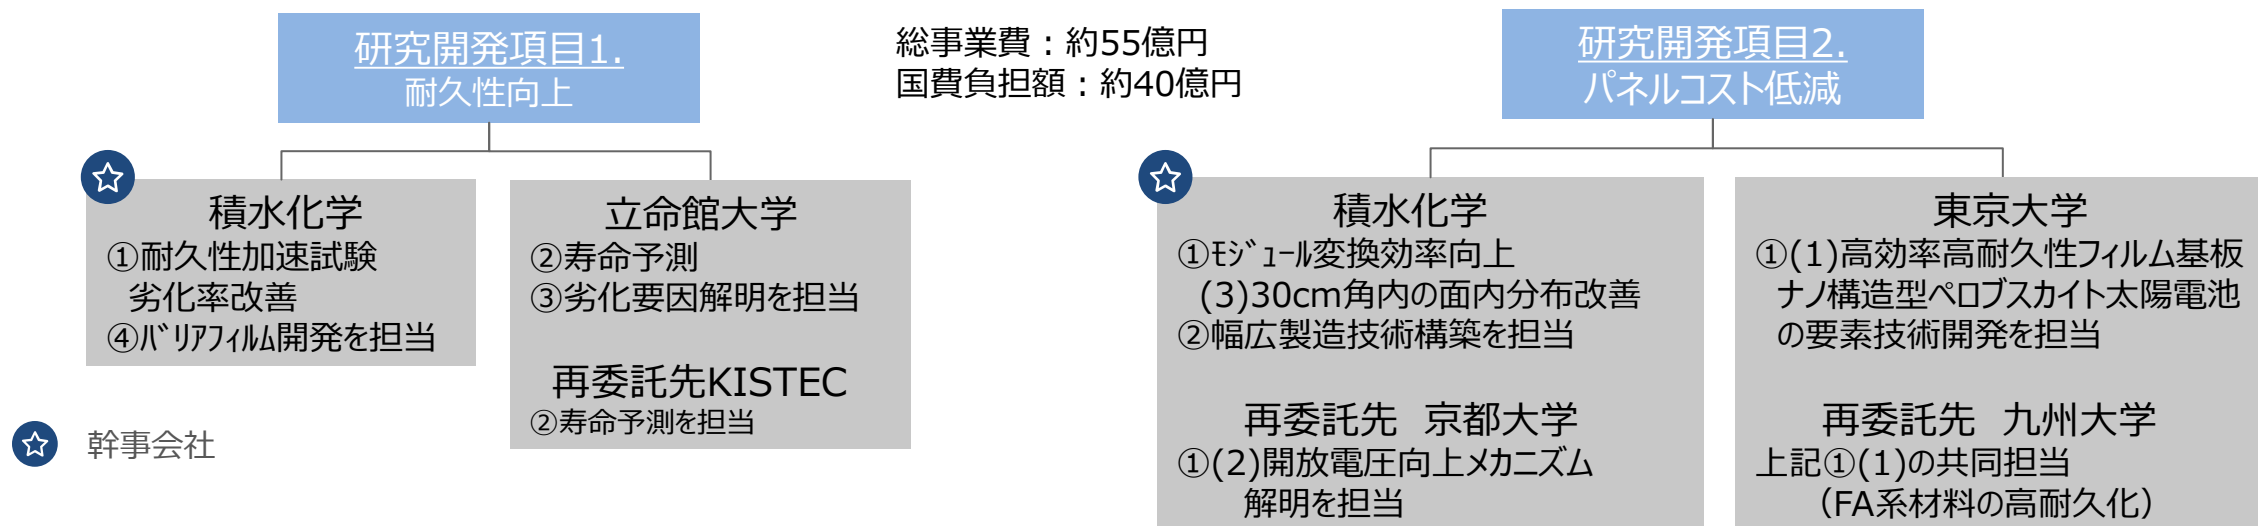 研究開発項目1.
耐久性向上
総事業費：約55億円
国費負担額：約40億円
研究開発項目2.
パネルコスト低減
積水化学
①耐久性加速試験
劣化率改善
④ﾊﾞﾘｱﾌｨﾙﾑ開発を担当
立命館大学
②寿命予測
③劣化要因解明を担当
再委託先KISTEC
②寿命予測を担当
積水化学
①ﾓｼﾞｭｰﾙ変換効率向上
(3)30cm角内の面内分布改善
②幅広製造技術構築を担当
再委託先　京都大学
①(2)開放電圧向上メカニズム
解明を担当
東京大学
①(1)高効率高耐久性フィルム基板
ナノ構造型ペロブスカイト太陽電池
の要素技術開発を担当
再委託先　九州大学
上記①(1)の共同担当
（FA系材料の高耐久化）
幹事会社